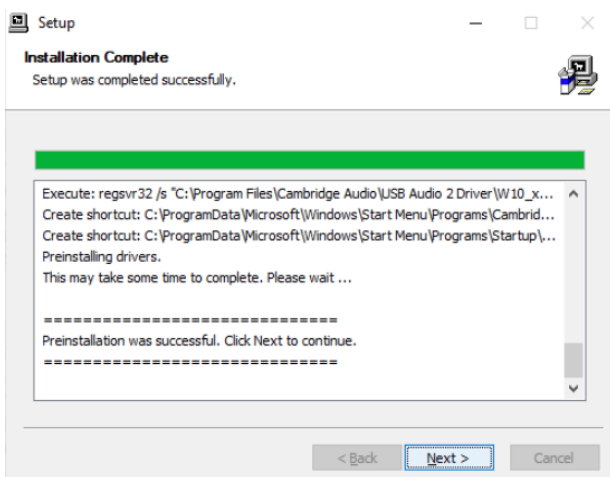 Setup
Installation Complete
Setup was completed successfully.
Execute: regsvr32 /s "C:\Program Files\Cambridge Audio\USB Audio 2 Driver\W10_x...
Create shortcut: C:\ProgramData\Microsoft\Windows\Start Menu\Programs\Cambrid...
Create shortcut: C:\ProgramData\Microsoft\Windows\Start Menu\Programs\Startup\...
Preinstalling drivers.
This may take some time to complete. Please wait ...
==============================
Preinstallation was successful. Click Next to continue.
==============================
< Back Next > Cancel